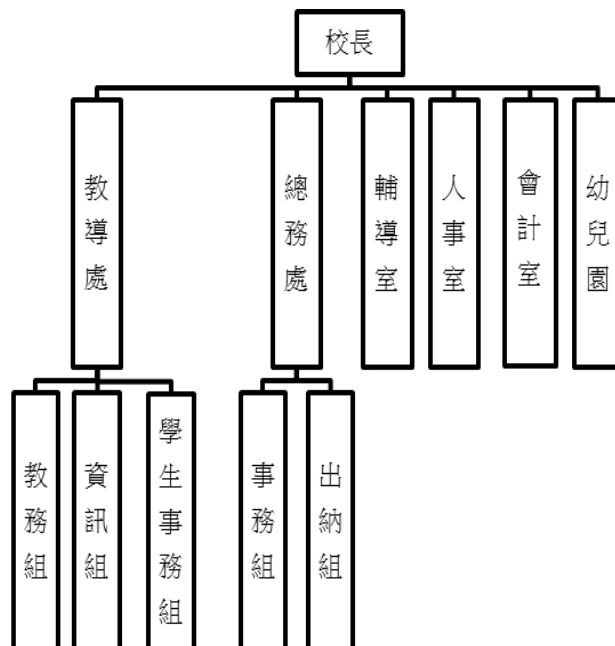 校長
教導處
總務處
輔導室
人事室
會計室
幼兒園
教務組
資訊組
學生事務組
事務組
出納組